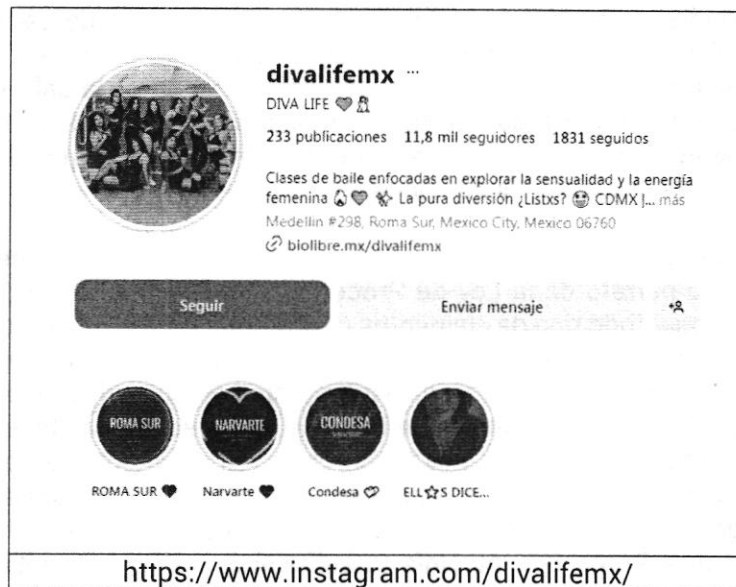 divalifemx ...
DIVA LIFE
233 publicaciones 11,8 mil seguidores 1831 seguidos
Clases de baile enfocadas en explorar la sensualidad y la energía
femenina La pura diversión ¿Listxs? CDMX |... más
Medellin #298, Roma Sur, Mexico City, Mexico 06760
biolibre.mx/divalifemx
Seguir Enviar mensaje
ROMA SUR NARVARTE CONDESA
ROMA SUR Narvarte Condesa ELL☆S DICE...
https://www.instagram.com/divalifemx/